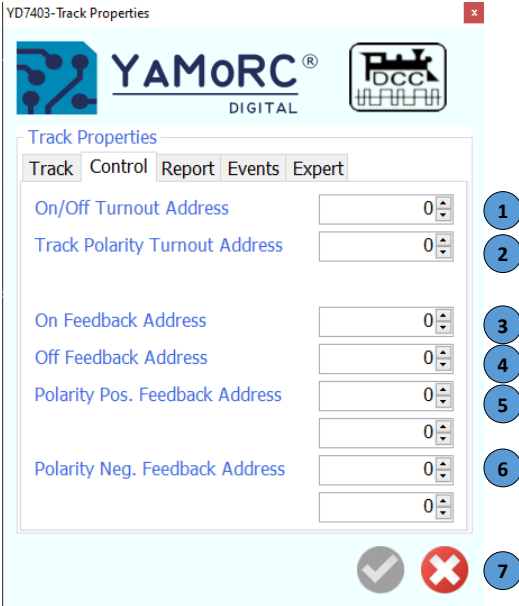 YD7403-Track Properties
x
YAMORC®
DIGITAL
DCC
Track Properties
Track Control Report Events Expert
On/Off Turnout Address 0 1
Track Polarity Turnout Address 0 2
On Feedback Address 0 3
Off Feedback Address 0 4
Polarity Pos. Feedback Address 0 5
0
Polarity Neg. Feedback Address 0 6
0
7